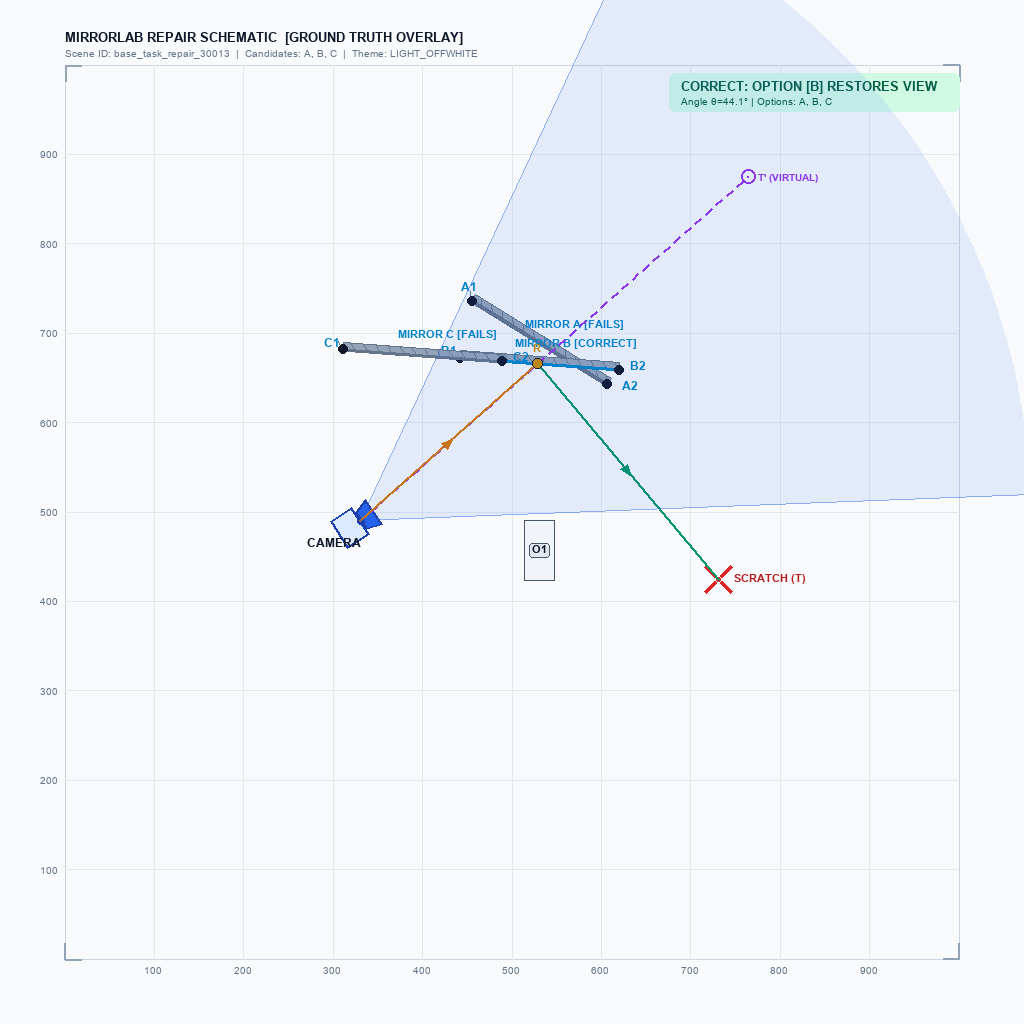 MIRRORLAB REPAIR SCHEMATIC [GROUND TRUTH OVERLAY]
Scene ID: base_task_repair_30013 | Candidates: A, B, C | Theme: LIGHT_OFFWHITE
CORRECT: OPTION [B] RESTORES VIEW
Angle θ=44.1° | Options: A, B, C
T' (VIRTUAL)
A1
MIRROR A [FAILS]
MIRROR C [FAILS]
C1
MIRROR B [CORRECT]
R
B1
C2
B2
A2
CAMERA
O1
SCRATCH (T)
900
800
700
600
500
400
300
200
100
100 200 300 400 500 600 700 800 900